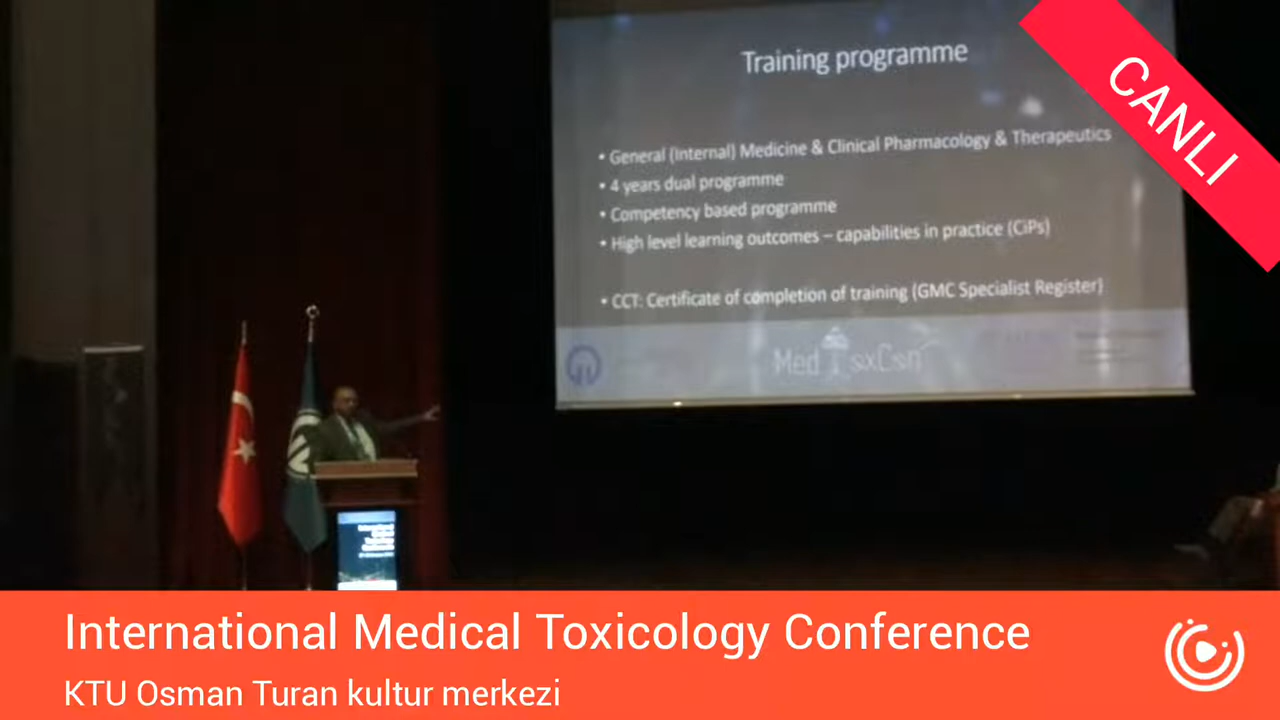 Training programme
CANLI
• General (Internal) Medicine & Clinical Pharmacology & Therapeutics
• 4 years dual programme
• Competency based programme
• High level learning outcomes – capabilities in practice (CiPs)
• CCT: Certificate of completion of training (GMC Specialist Register)
International Medical Toxicology Conference
KTU Osman Turan kultur merkezi